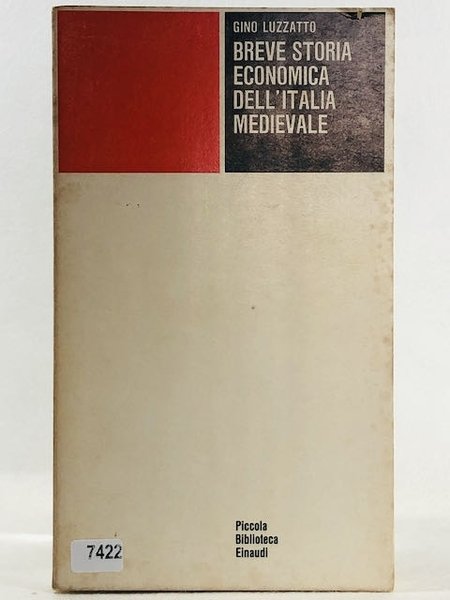 GINO LUZZATTO
BREVE STORIA
ECONOMICA
DELL'ITALIA
MEDIEVALE
Piccola
Biblioteca
Einaudi
7422